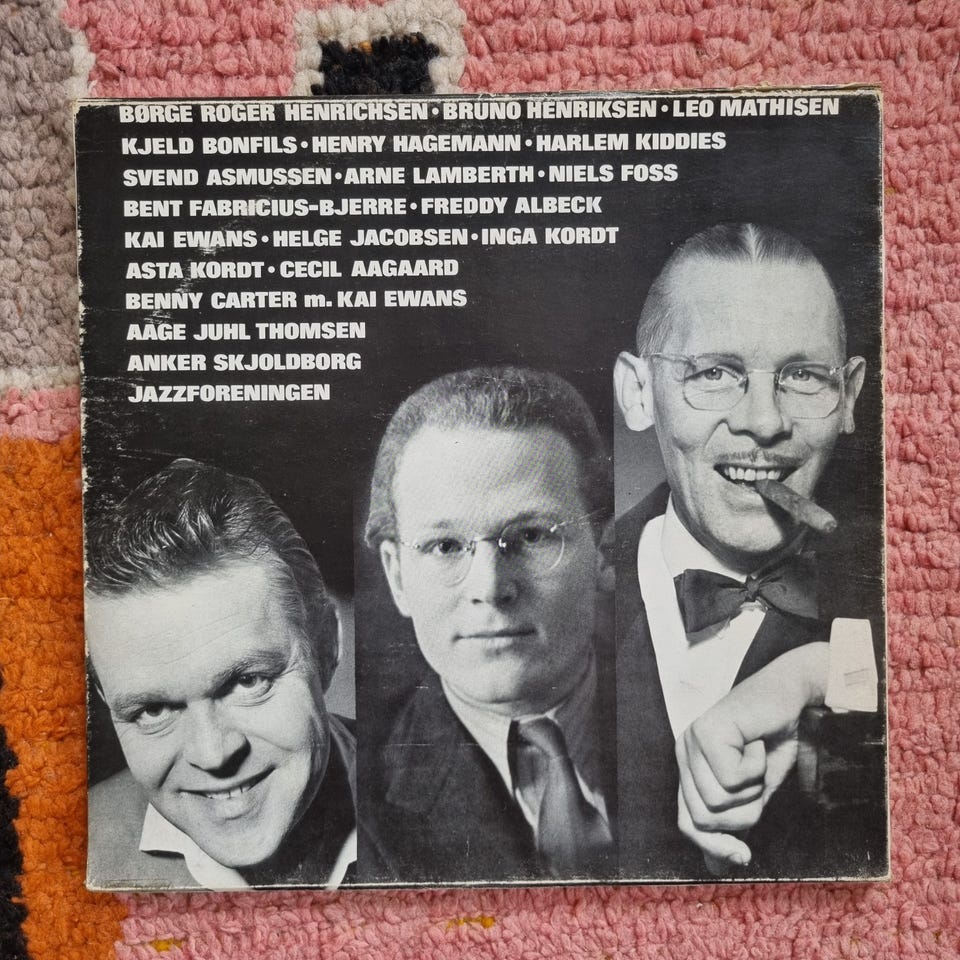 BØRGE ROGER HENRICHSEN • BRUNO HENRIKSEN • LEO MATHISEN
KJELD BONFILS • HENRY HAGEMANN • HARLEM KIDDIES
SVEND ASMUSSEN • ARNE LAMBERTH • NIELS FOSS
BENT FABRICIUS-BJERRE • FREDDY ALBECK
KAI EWANS • HELGE JACOBSEN • INGA KORDT
ASTA KORDT • CECIL AAGAARD
BENNY CARTER m. KAI EWANS
AAGE JUHL THOMSEN
ANKER SKJOLDBORG
JAZZFORENINGEN